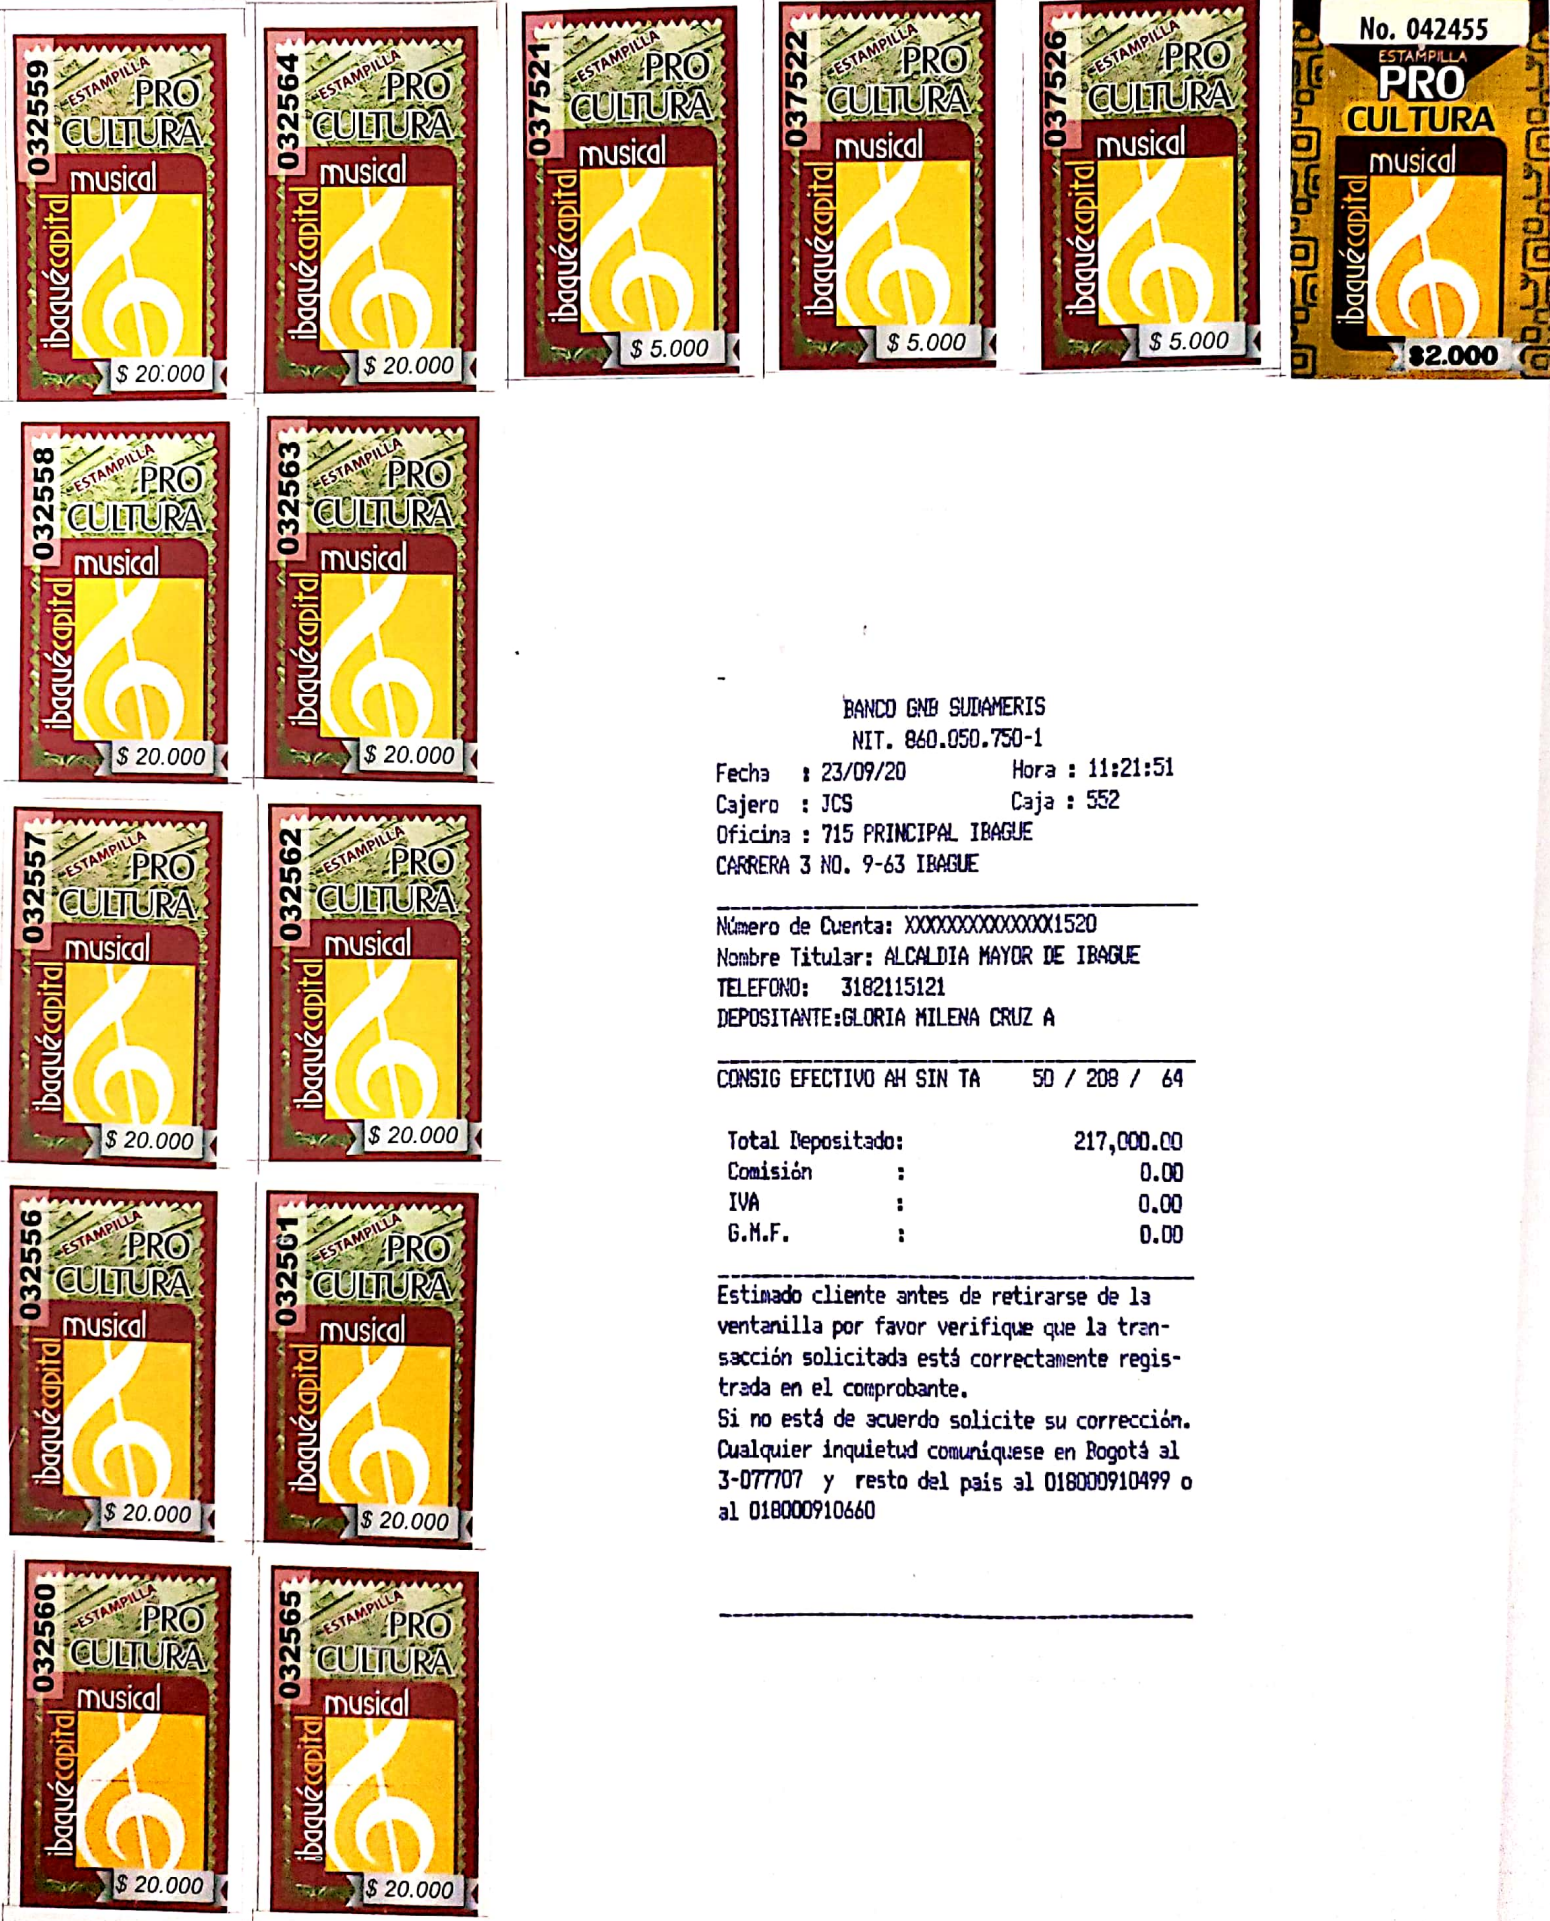 032559
ESTAMPILLA
PRO
CULTURA
musical
ibaguécapital
$ 20.000
032564
ESTAMPILLA
PRO
CULTURA
musical
ibaguécapital
$ 20.000
037521
ESTAMPILLA
PRO
CULTURA
musical
ibaguécapital
$ 5.000
037522
ESTAMPILLA
PRO
CULTURA
musical
ibaguécapital
$ 5.000
037526
ESTAMPILLA
PRO
CULTURA
musical
ibaguécapital
$ 5.000
No. 042455
ESTAMPILLA
PRO
CULTURA
musical
ibaguécapital
$2.000
032558
ESTAMPILLA
PRO
CULTURA
musical
ibaguécapital
$ 20.000
032563
ESTAMPILLA
PRO
CULTURA
musical
ibaguécapital
$ 20.000
032557
ESTAMPILLA
PRO
CULTURA
musical
ibaguécapital
$ 20.000
032562
ESTAMPILLA
PRO
CULTURA
musical
ibaguécapital
$ 20.000
032556
ESTAMPILLA
PRO
CULTURA
musical
ibaguécapital
$ 20.000
032561
ESTAMPILLA
PRO
CULTURA
musical
ibaguécapital
$ 20.000
032560
ESTAMPILLA
PRO
CULTURA
musical
ibaguécapital
$ 20.000
032565
ESTAMPILLA
PRO
CULTURA
musical
ibaguécapital
$ 20.000
BANCO GNB SUDAMERIS
NIT. 860.050.750-1
Fecha : 23/09/20 Hora : 11:21:51
Cajero : JCS Caja : 552
Oficina : 715 PRINCIPAL IBAGUE
CARRERA 3 NO. 9-63 IBAGUE
Número de Cuenta: XXXXXXXXXXXXXX1520
Nombre Titular: ALCALDIA MAYOR DE IBAGUE
TELEFONO: 3182115121
DEPOSITANTE:GLORIA MILENA CRUZ A
CONSIG EFECTIVO AH SIN TA 50 / 208 / 64
Total Depositado: 217,000.00
Comisión : 0.00
IVA : 0.00
G.M.F. : 0.00
Estimado cliente antes de retirarse de la
ventanilla por favor verifique que la tran-
sacción solicitada está correctamente regis-
trada en el comprobante.
Si no está de acuerdo solicite su corrección.
Cualquier inquietud comuníquese en Bogotá al
3-077707 y resto del país al 018000910499 o
al 018000910660